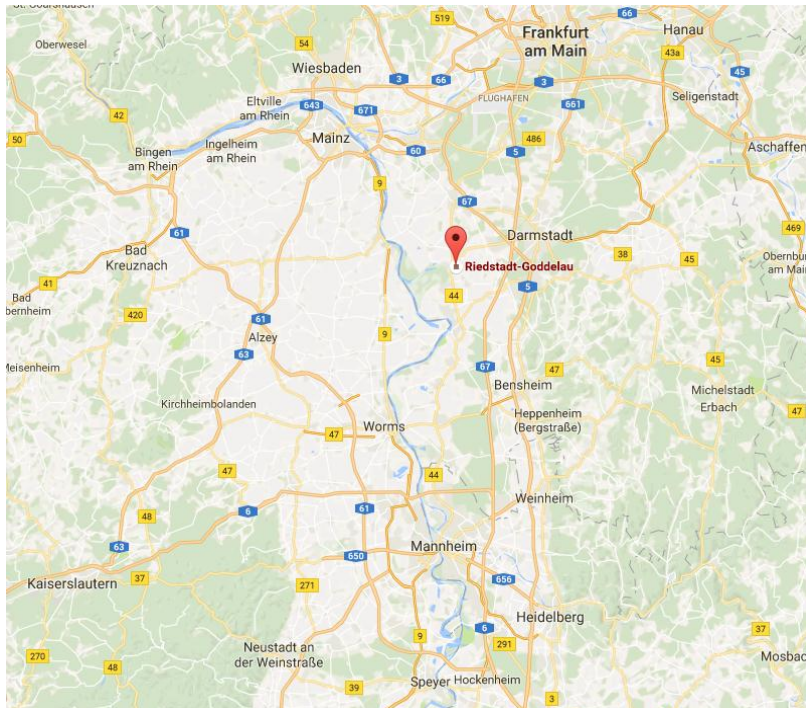 519
66
Oberwesel
54
Frankfurt
am Main
Hanau
43a
Wiesbaden
3
66
3
45
Eltville
am Rhein
643
671
FLUGHAFEN
661
Seligenstadt
42
50
Mainz
486
Bingen
am Rhein
Ingelheim
am Rhein
60
5
Aschaffen
9
67
61
Darmstadt
469
Bad
Kreuznach
38
45
Obernbu
am Mai
Riedstadt-Goddelau
41
5
Bad
bernheim
44
420
61
Alzey
9
63
67
47
45
Meisenheim
Bensheim
Michelstadt
Erbach
Kirchheimbolanden
Heppenheim
(Bergstraße)
47
Worms
47
47
44
Weinheim
6
61
48
63
Mannheim
650
Kaiserslautern
37
271
656
Heidelberg
6
37
9
291
Neustadt an
der Weinstraße
270
48
Mosbac
39
Speyer
Hockenheim
3